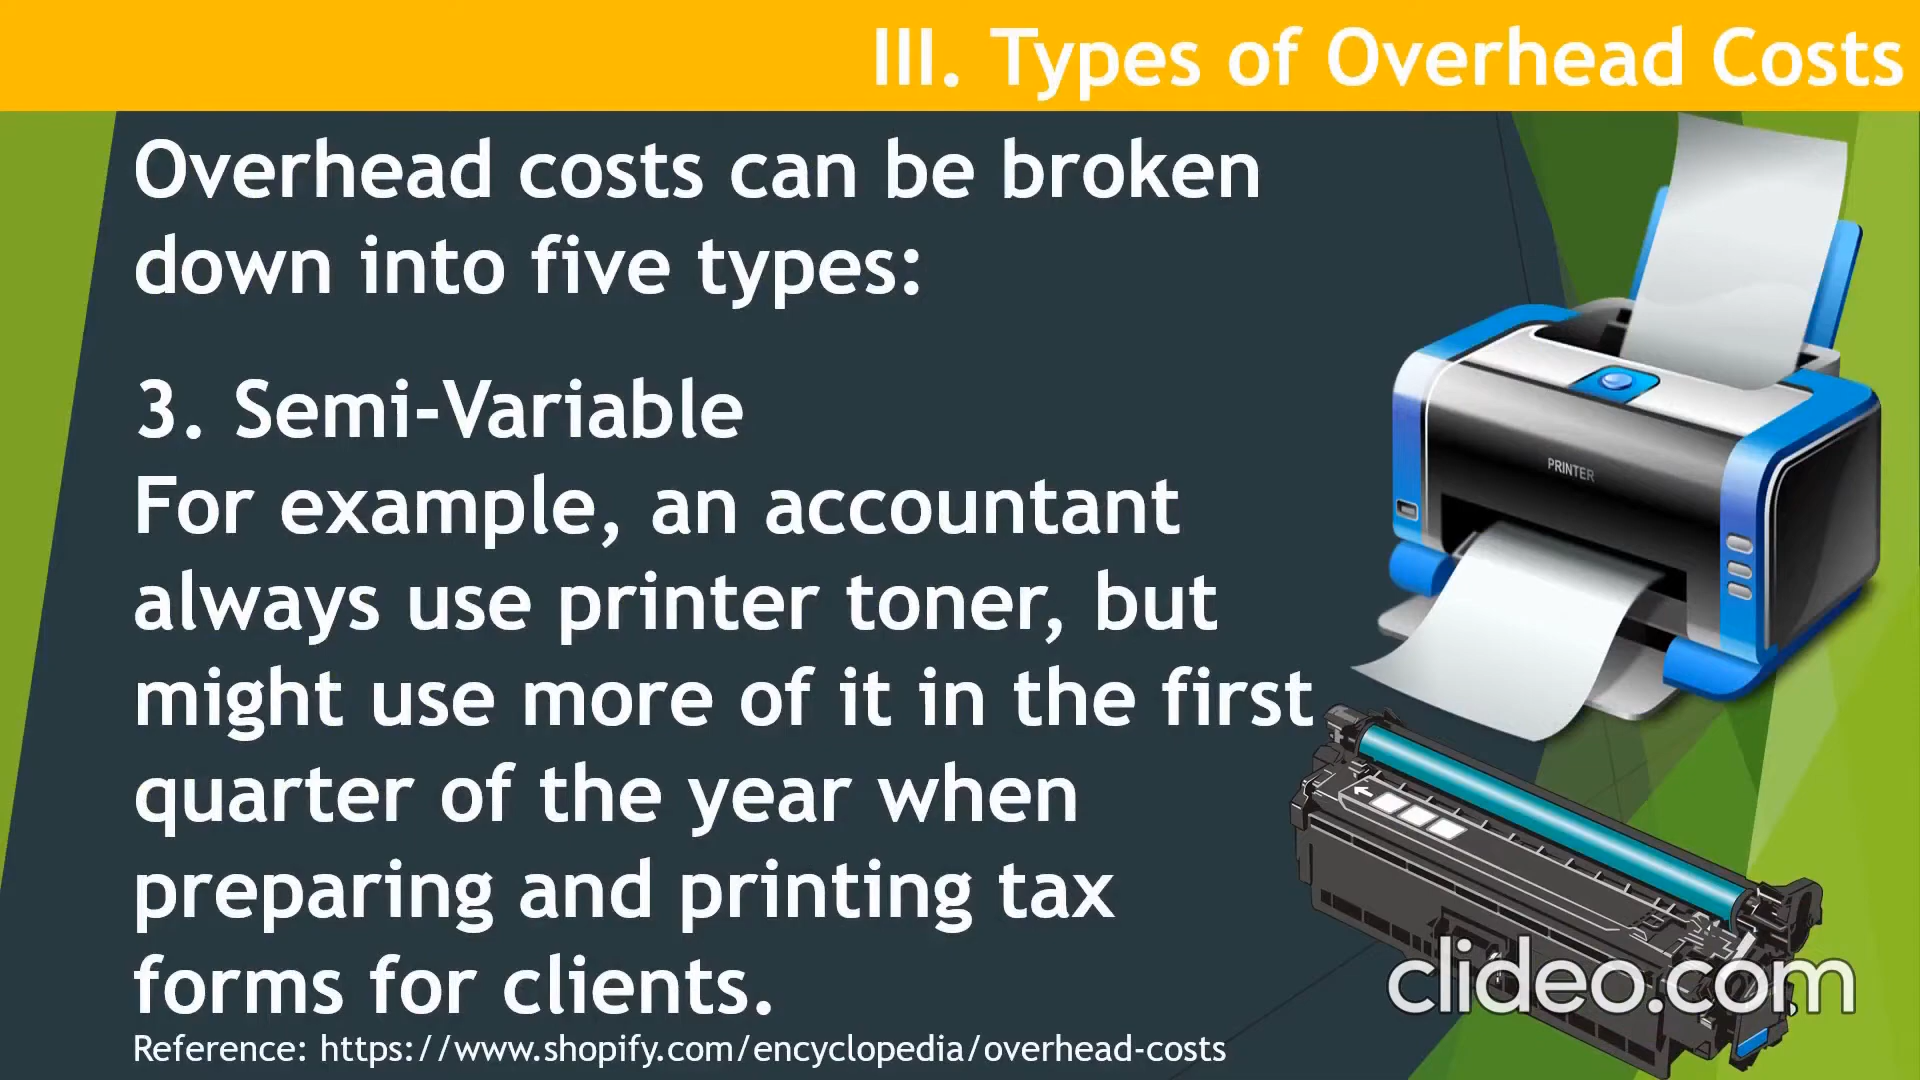 III. Types of Overhead Costs
Overhead costs can be broken
down into five types:
3. Semi-Variable
For example, an accountant
always use printer toner, but
might use more of it in the first
quarter of the year when
preparing and printing tax
forms for clients.
Reference: https://www.shopify.com/encyclopedia/overhead-costs
PRINTER
clideo.com